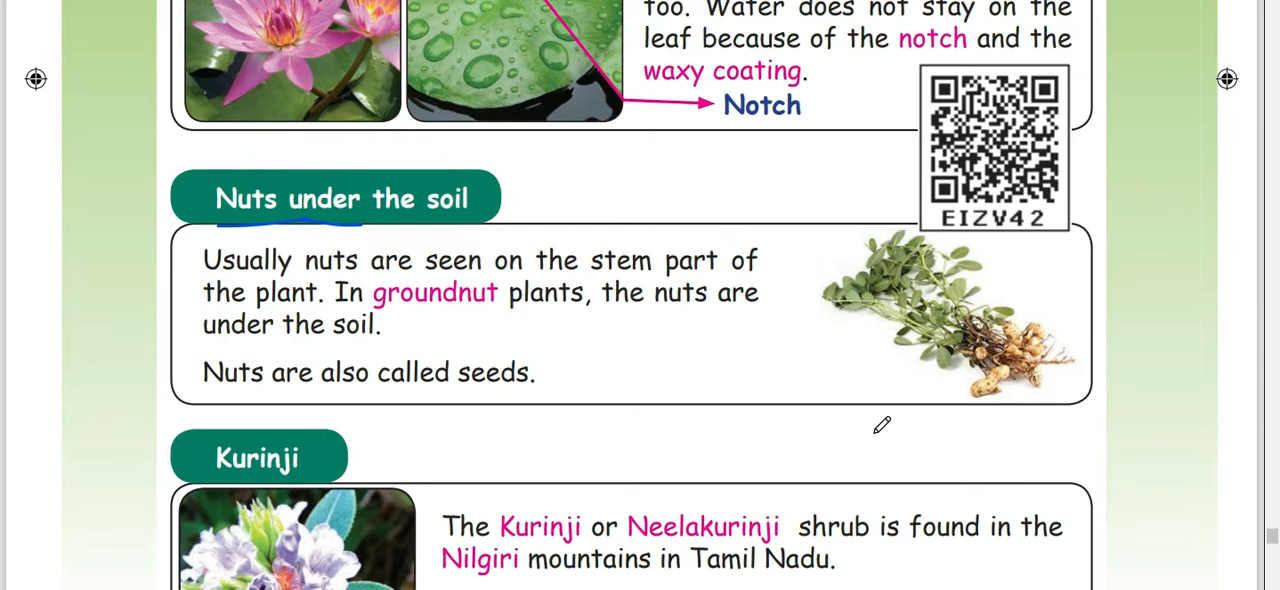 too. Water does not stay on the
leaf because of the notch and the
waxy coating.
Notch
EIZV42
Nuts under the soil
Usually nuts are seen on the stem part of
the plant. In groundnut plants, the nuts are
under the soil.
Nuts are also called seeds.
Kurinji
The Kurinji or Neelakurinji shrub is found in the
Nilgiri mountains in Tamil Nadu.